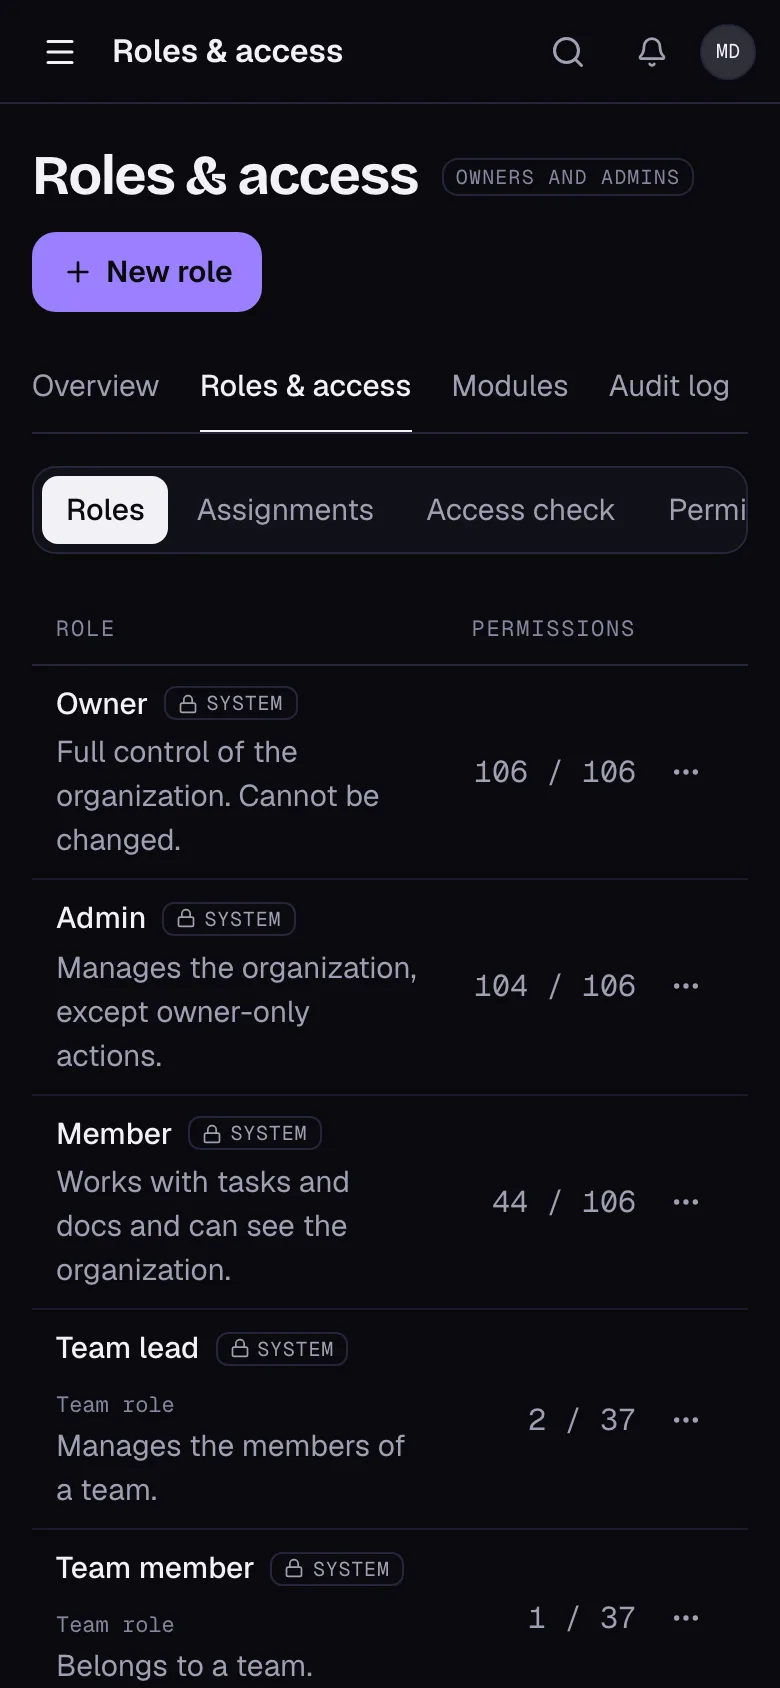 Roles & access
MD
Roles & access
OWNERS AND ADMINS
+ New role
Overview Roles & access Modules Audit log
Roles Assignments Access check Permi
ROLE PERMISSIONS
Owner SYSTEM
Full control of the
organization. Cannot be
changed.
106 / 106
Admin SYSTEM
Manages the organization,
except owner-only
actions.
104 / 106
Member SYSTEM
Works with tasks and
docs and can see the
organization.
44 / 106
Team lead SYSTEM
Team role
Manages the members of
a team.
2 / 37
Team member SYSTEM
Team role
Belongs to a team.
1 / 37